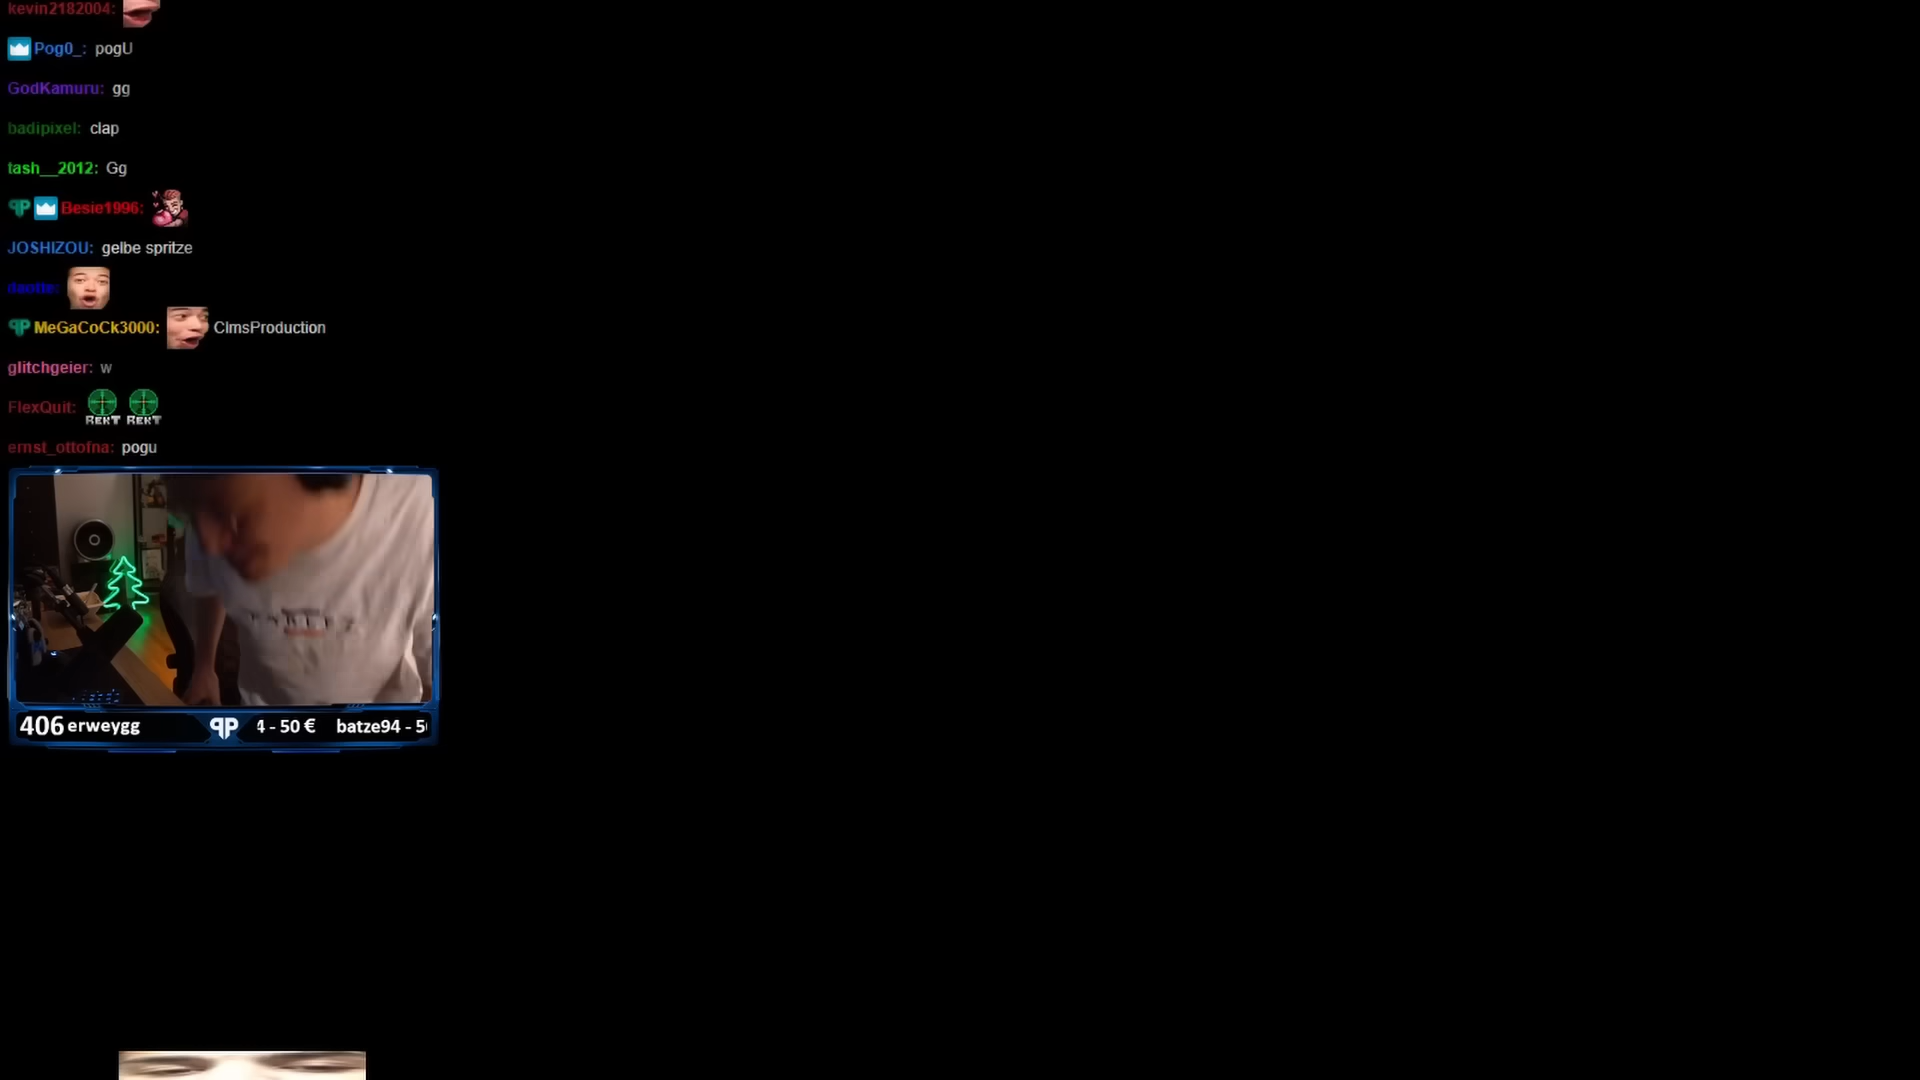 kevin2182004:
Pog0_: pogU
GodKamuru: gg
badipixel: clap
tash__2012: Gg
Besie1996:
JOSHIZOU: gelbe spritze
MeGaCoCk3000: ClmsProduction
glitchgeier: w
FlexQuit: REKT REKT
ernst_ottofna: pogu
406 erweygg 4 - 50 € batze94 - 5